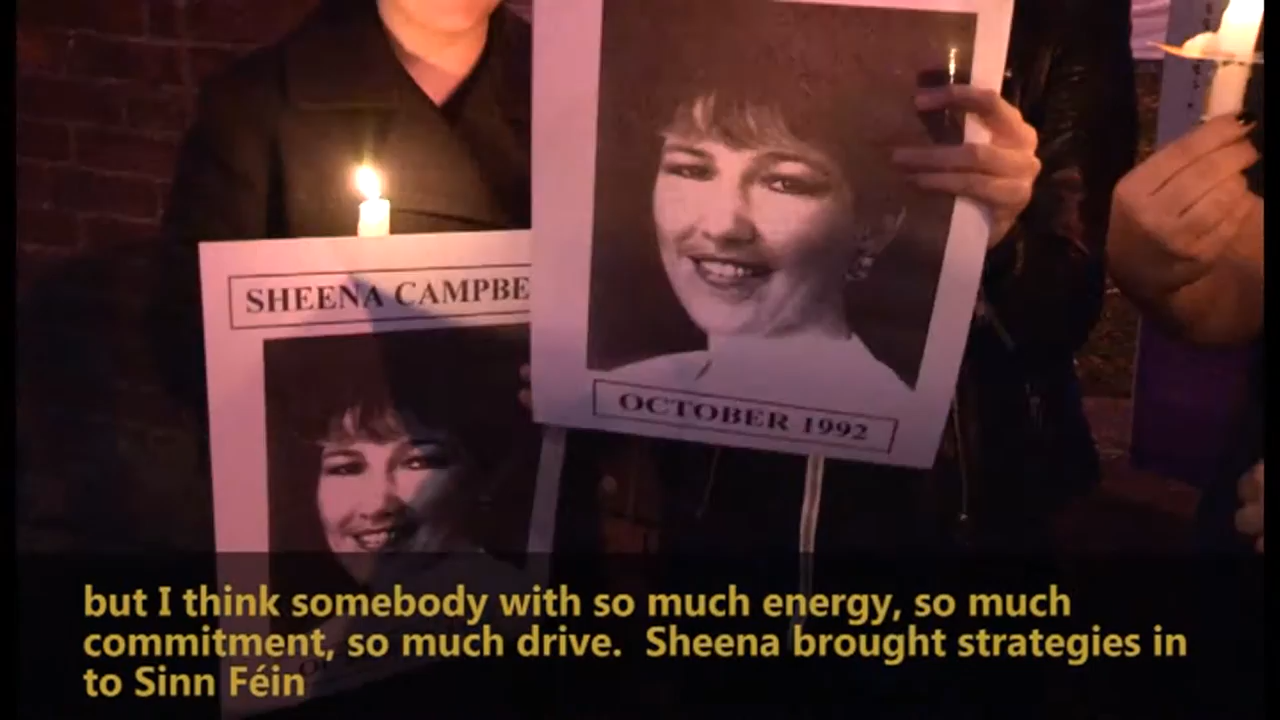 SHEENA CAMPBE
OCTOBER 1992
but I think somebody with so much energy, so much
commitment, so much drive. Sheena brought strategies in
to Sinn Féin